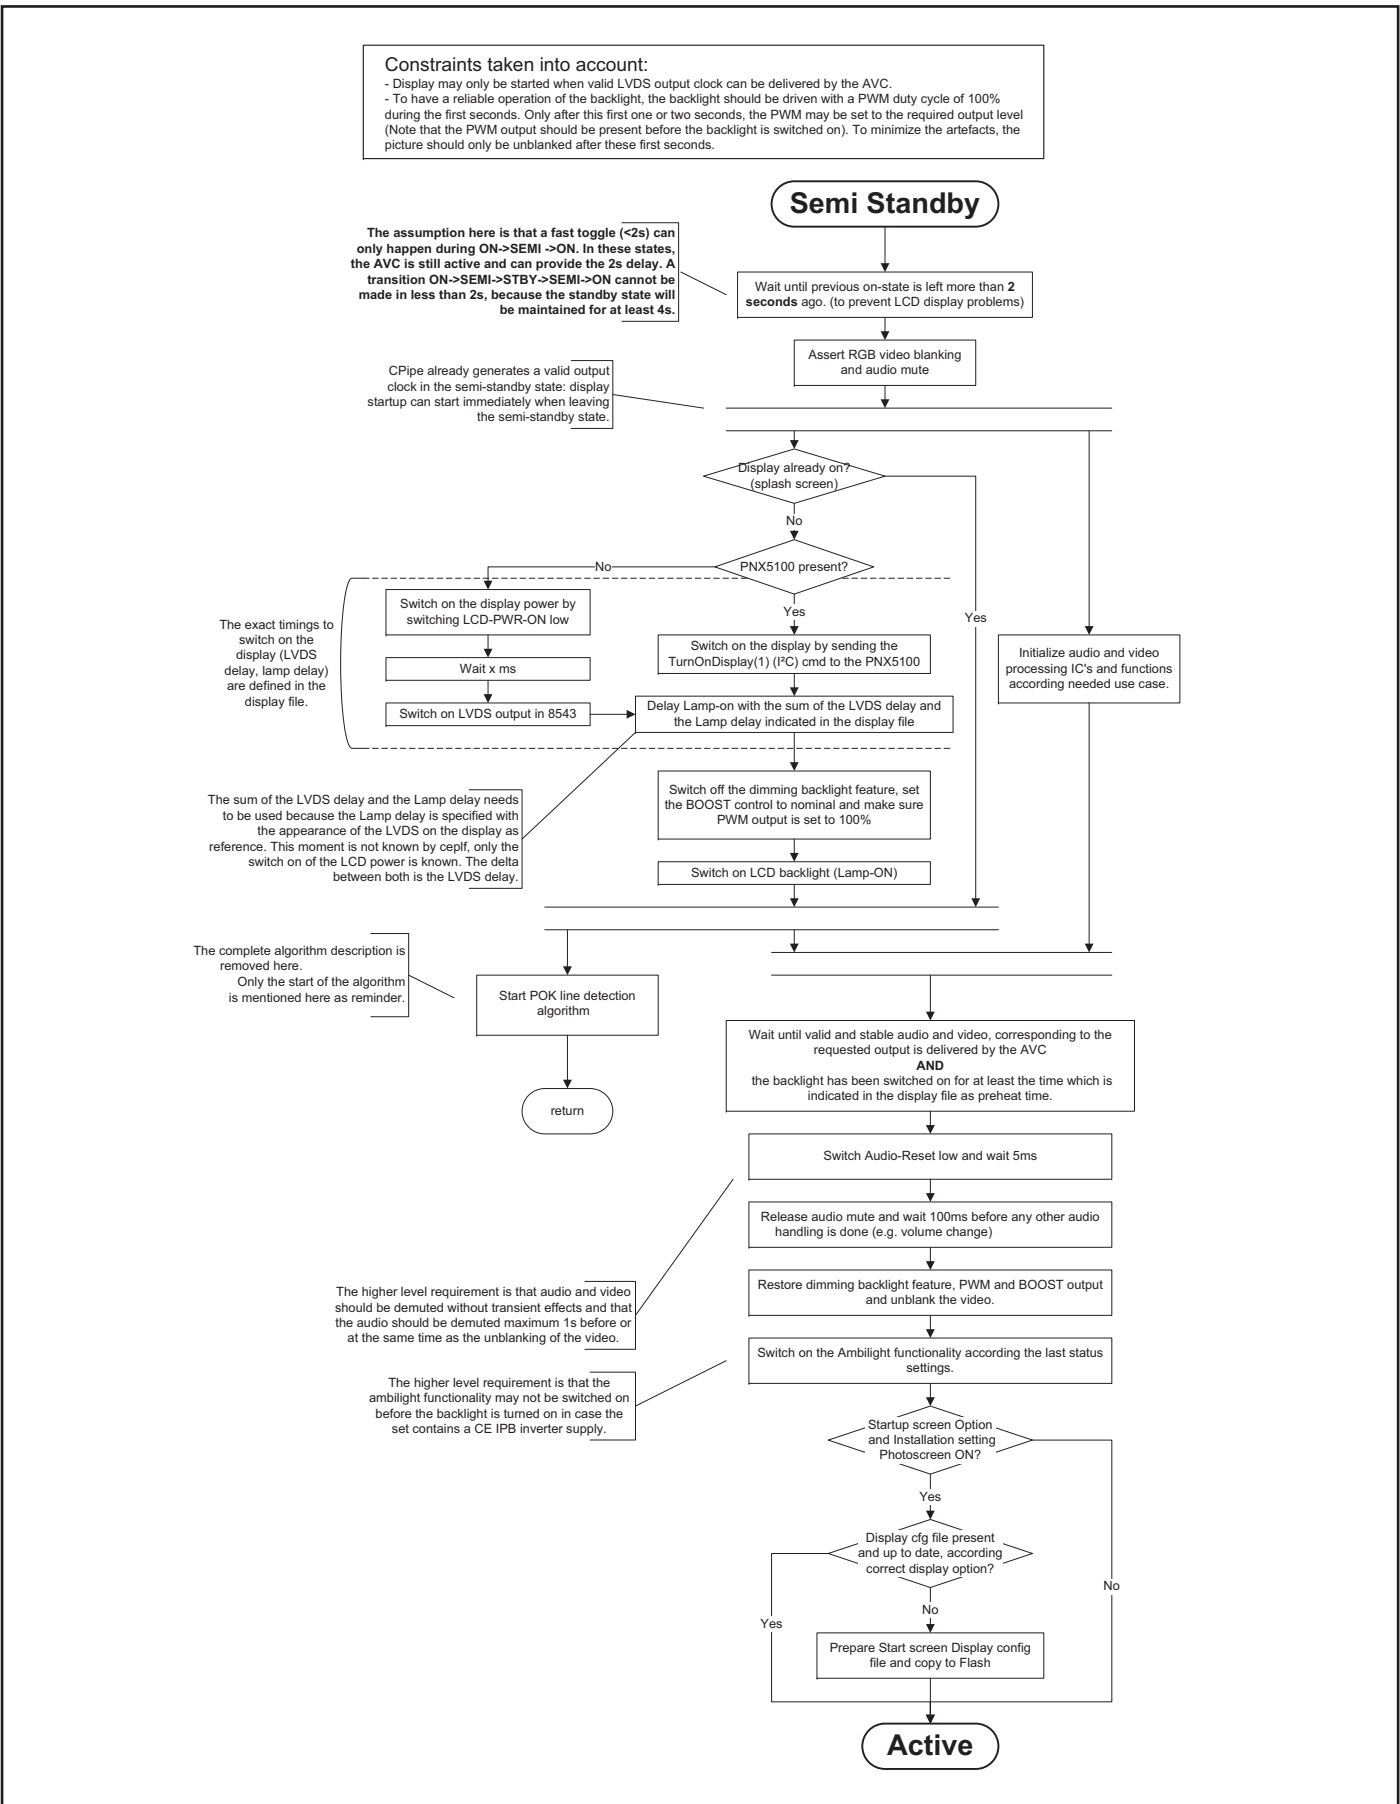 Constraints taken into account:
- Display may only be started when valid LVDS output clock can be delivered by the AVC.
- To have a reliable operation of the backlight, the backlight should be driven with a PWM duty cycle of 100%
during the first seconds. Only after this first one or two seconds, the PWM may be set to the required output level
(Note that the PWM output should be present before the backlight is switched on). To minimize the artefacts, the
picture should only be unblanked after these first seconds.
Semi Standby
The assumption here is that a fast toggle (<2s) can
only happen during ON->SEMI ->ON. In these states,
the AVC is still active and can provide the 2s delay. A
transition ON->SEMI->STBY->SEMI->ON cannot be
made in less than 2s, because the standby state will
be maintained for at least 4s.
Wait until previous on-state is left more than 2
seconds ago. (to prevent LCD display problems)
Assert RGB video blanking
and audio mute
CPipe already generates a valid output
clock in the semi-standby state: display
startup can start immediately when leaving
the semi-standby state.
Display already on?
(splash screen)
No
PNX5100 present?
No
Yes
Yes
The exact timings to
switch on the
display (LVDS
delay, lamp delay)
are defined in the
display file.
Switch on the display power by
switching LCD-PWR-ON low
Wait x ms
Switch on LVDS output in 8543
Switch on the display by sending the
TurnOnDisplay(1) (I²C) cmd to the PNX5100
Delay Lamp-on with the sum of the LVDS delay and
the Lamp delay indicated in the display file
Initialize audio and video
processing IC's and functions
according needed use case.
Switch off the dimming backlight feature, set
the BOOST control to nominal and make sure
PWM output is set to 100%
The sum of the LVDS delay and the Lamp delay needs
to be used because the Lamp delay is specified with
the appearance of the LVDS on the display as
reference. This moment is not known by ceplf, only the
switch on of the LCD power is known. The delta
between both is the LVDS delay.
Switch on LCD backlight (Lamp-ON)
The complete algorithm description is
removed here.
Only the start of the algorithm
is mentioned here as reminder.
Start POK line detection
algorithm
return
Wait until valid and stable audio and video, corresponding to the
requested output is delivered by the AVC
AND
the backlight has been switched on for at least the time which is
indicated in the display file as preheat time.
Switch Audio-Reset low and wait 5ms
Release audio mute and wait 100ms before any other audio
handling is done (e.g. volume change)
Restore dimming backlight feature, PWM and BOOST output
and unblank the video.
The higher level requirement is that audio and video
should be demuted without transient effects and that
the audio should be demuted maximum 1s before or
at the same time as the unblanking of the video.
Switch on the Ambilight functionality according the last status
settings.
The higher level requirement is that the
ambilight functionality may not be switched on
before the backlight is turned on in case the
set contains a CE IPB inverter supply.
Startup screen Option
and Installation setting
Photoscreen ON?
Yes
Display cfg file present
and up to date, according
correct display option?
No
No
Yes
Prepare Start screen Display config
file and copy to Flash
Active